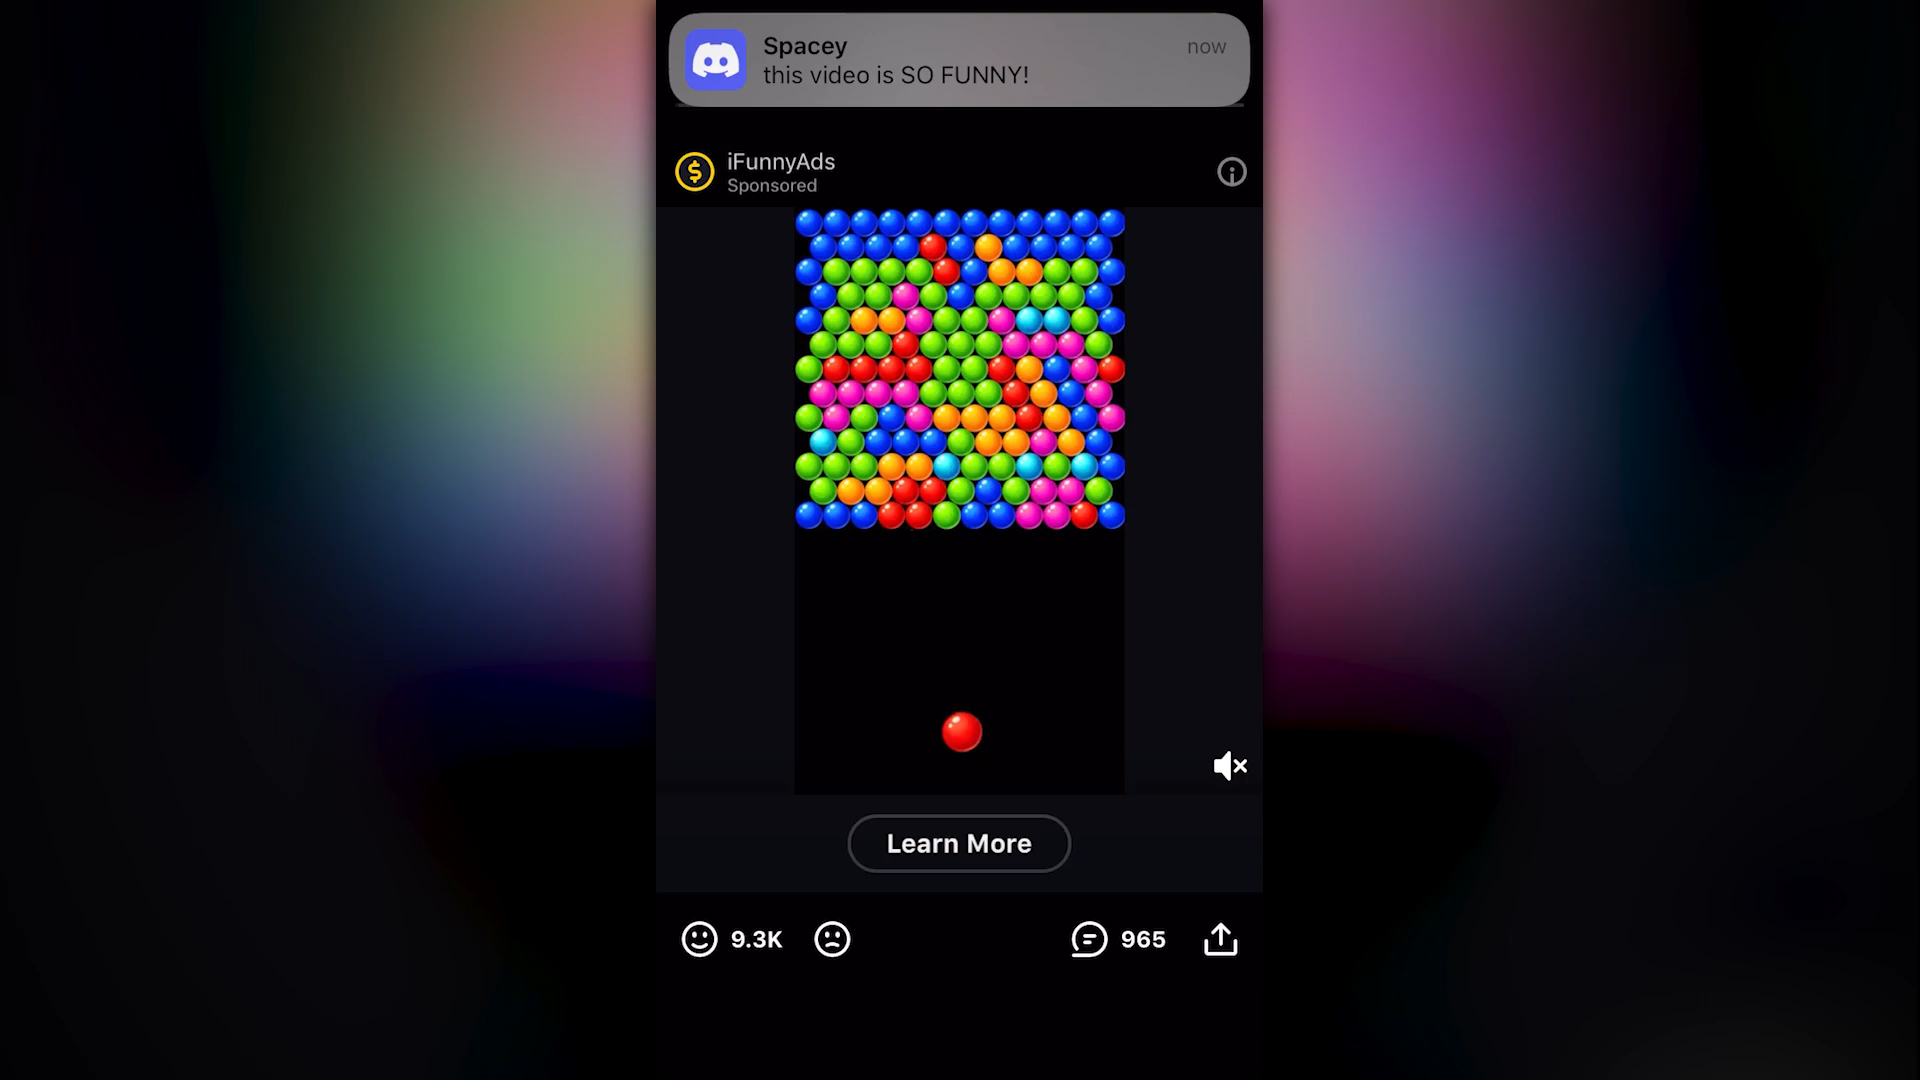 Spacey
now
this video is SO FUNNY!
iFunnyAds
Sponsored
Learn More
9.3K
965